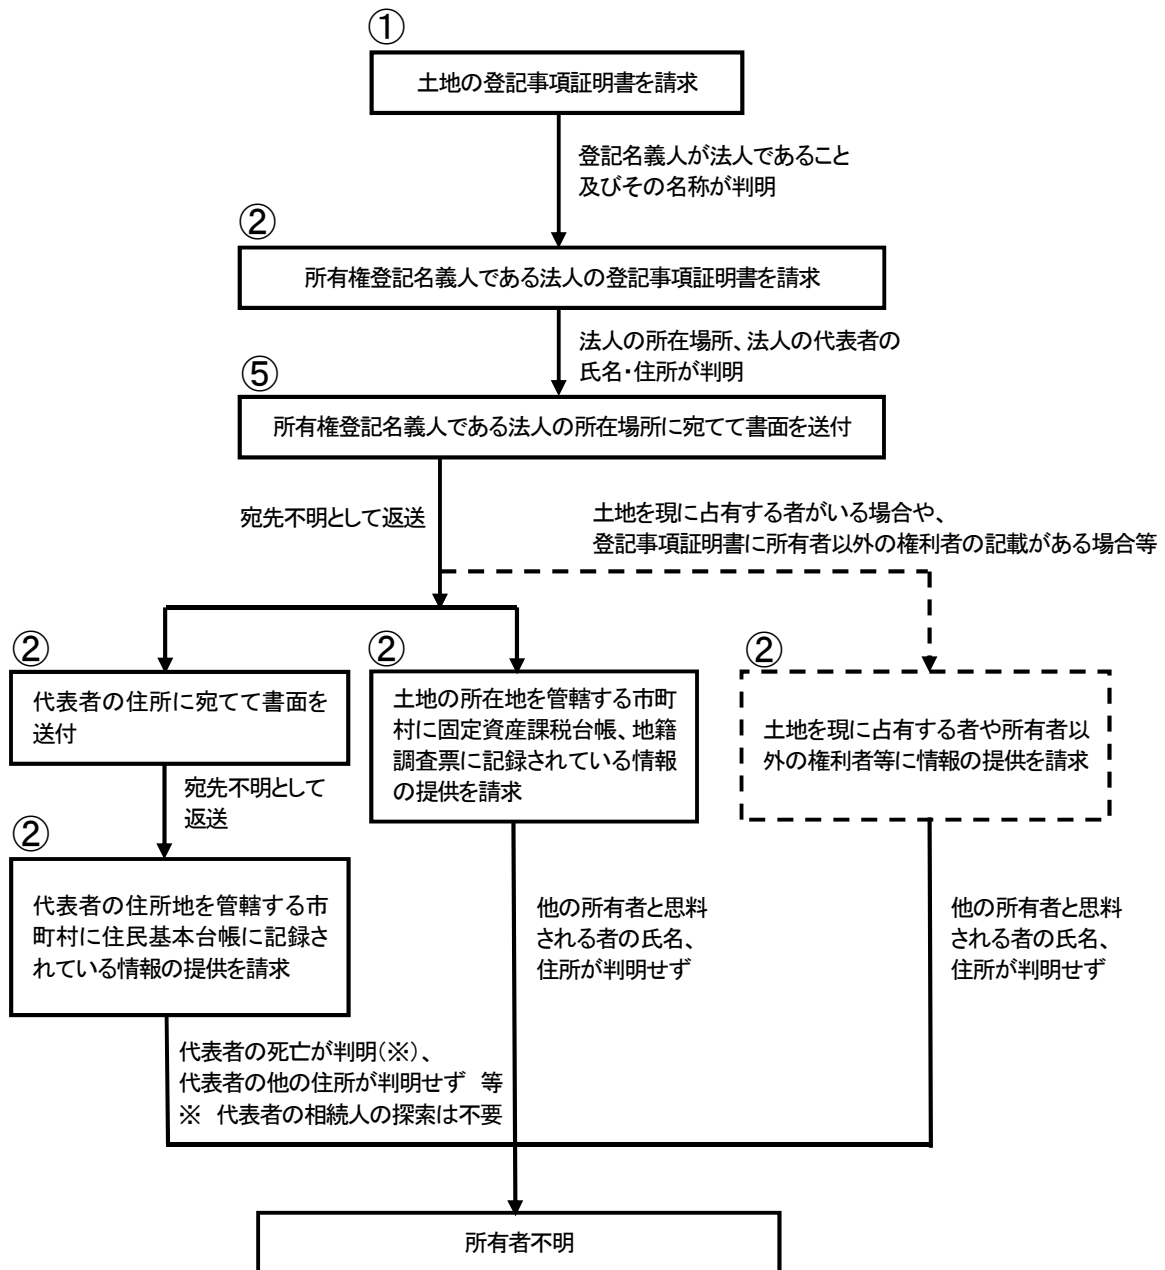 ①
土地の登記事項証明書を請求
登記名義人が法人であること
及びその名称が判明
②
所有権登記名義人である法人の登記事項証明書を請求
法人の所在場所、法人の代表者の
氏名・住所が判明
⑤
所有権登記名義人である法人の所在場所に宛てて書面を送付
宛先不明として返送
土地を現に占有する者がいる場合や、
登記事項証明書に所有者以外の権利者の記載がある場合等
②
代表者の住所に宛てて書面を
送付
②
土地の所在地を管轄する市町
村に固定資産課税台帳、地籍
調査票に記録されている情報
の提供を請求
②
土地を現に占有する者や所有者以
外の権利者等に情報の提供を請求
宛先不明として
返送
②
代表者の住所地を管轄する市
町村に住民基本台帳に記録さ
れている情報の提供を請求
他の所有者と思料
される者の氏名、
住所が判明せず
他の所有者と思料
される者の氏名、
住所が判明せず
代表者の死亡が判明(※)、
代表者の他の住所が判明せず 等
※ 代表者の相続人の探索は不要
所有者不明